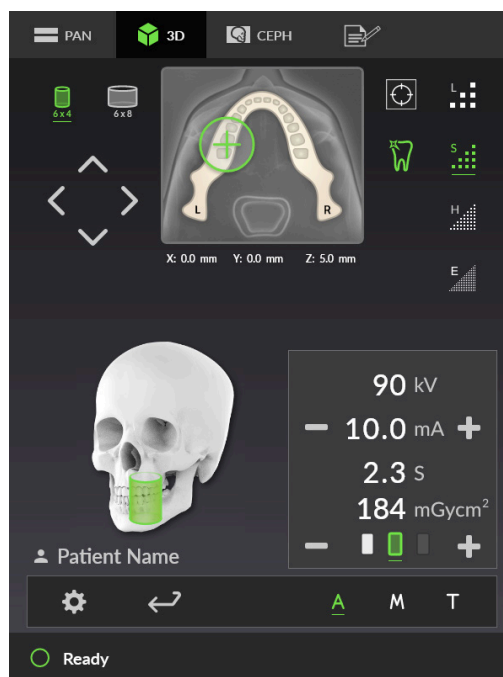 PAN 3D CEPH
6x4 6x8
L
S
H
E
L R
X: 0.0 mm Y: 0.0 mm Z: 5.0 mm
90 kV
10.0 mA
2.3 S
184 mGycm²
Patient Name
A M T
Ready